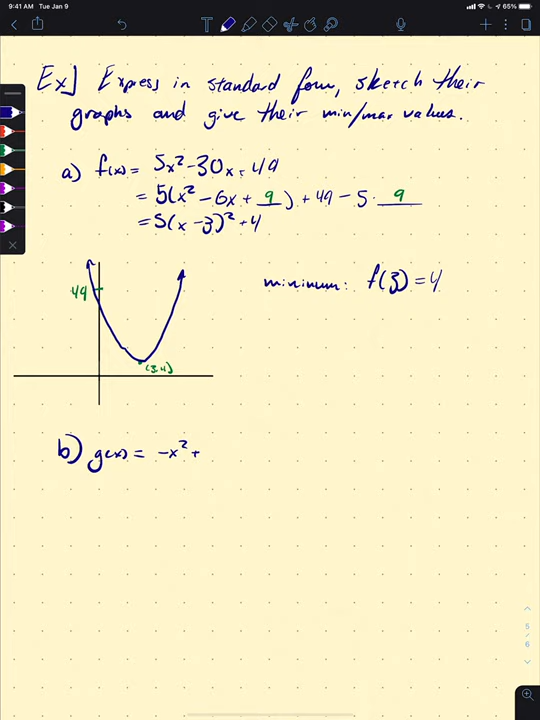 9:41 AM Tue Jan 9
65%
Ex] Express in standard form, sketch their
graphs and give their min/max values.
a) f(x) = 5x² - 30x + 49
= 5(x² - 6x + 9) + 49 - 5 · 9
= 5(x - 3)² + 4
minimum: f(3) = 4
49
(3,4)
b) g(x) = -x² +
5
/
6